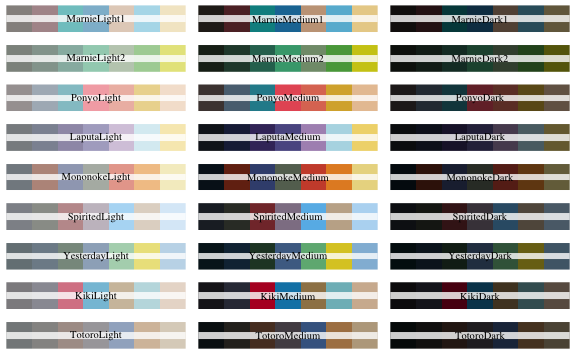 MarnieLight1 MarnieMedium1 MarnieDark1
MarnieLight2 MarnieMedium2 MarnieDark2
PonyoLight PonyoMedium PonyoDark
LaputaLight LaputaMedium LaputaDark
MononokeLight MononokeMedium MononokeDark
SpiritedLight SpiritedMedium SpiritedDark
YesterdayLight YesterdayMedium YesterdayDark
KikiLight KikiMedium KikiDark
TotoroLight TotoroMedium TotoroDark